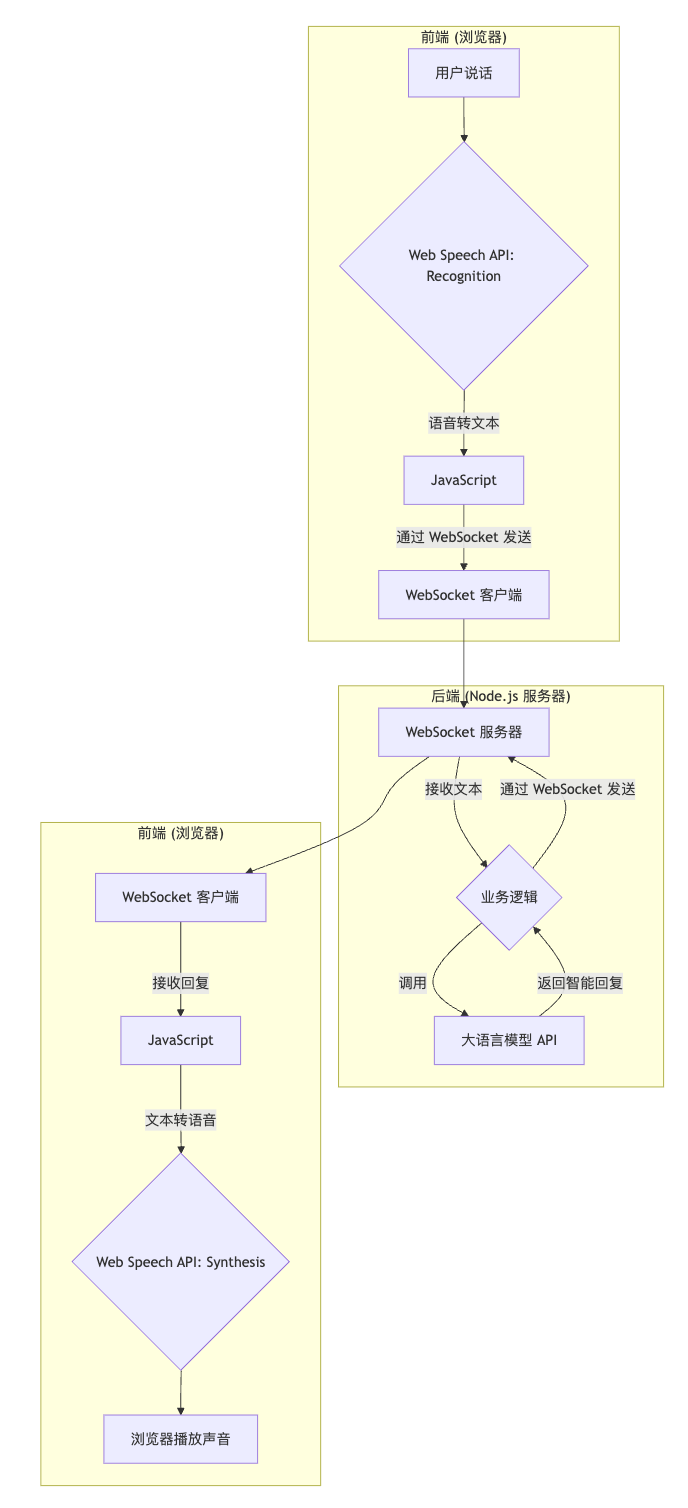 前端 (浏览器)
用户说话
Web Speech API:
Recognition
语音转文本
JavaScript
通过 WebSocket 发送
WebSocket 客户端
后端 (Node.js 服务器)
WebSocket 服务器
接收文本
通过 WebSocket 发送
业务逻辑
调用
返回智能回复
大语言模型 API
前端 (浏览器)
WebSocket 客户端
接收回复
JavaScript
文本转语音
Web Speech API: Synthesis
浏览器播放声音